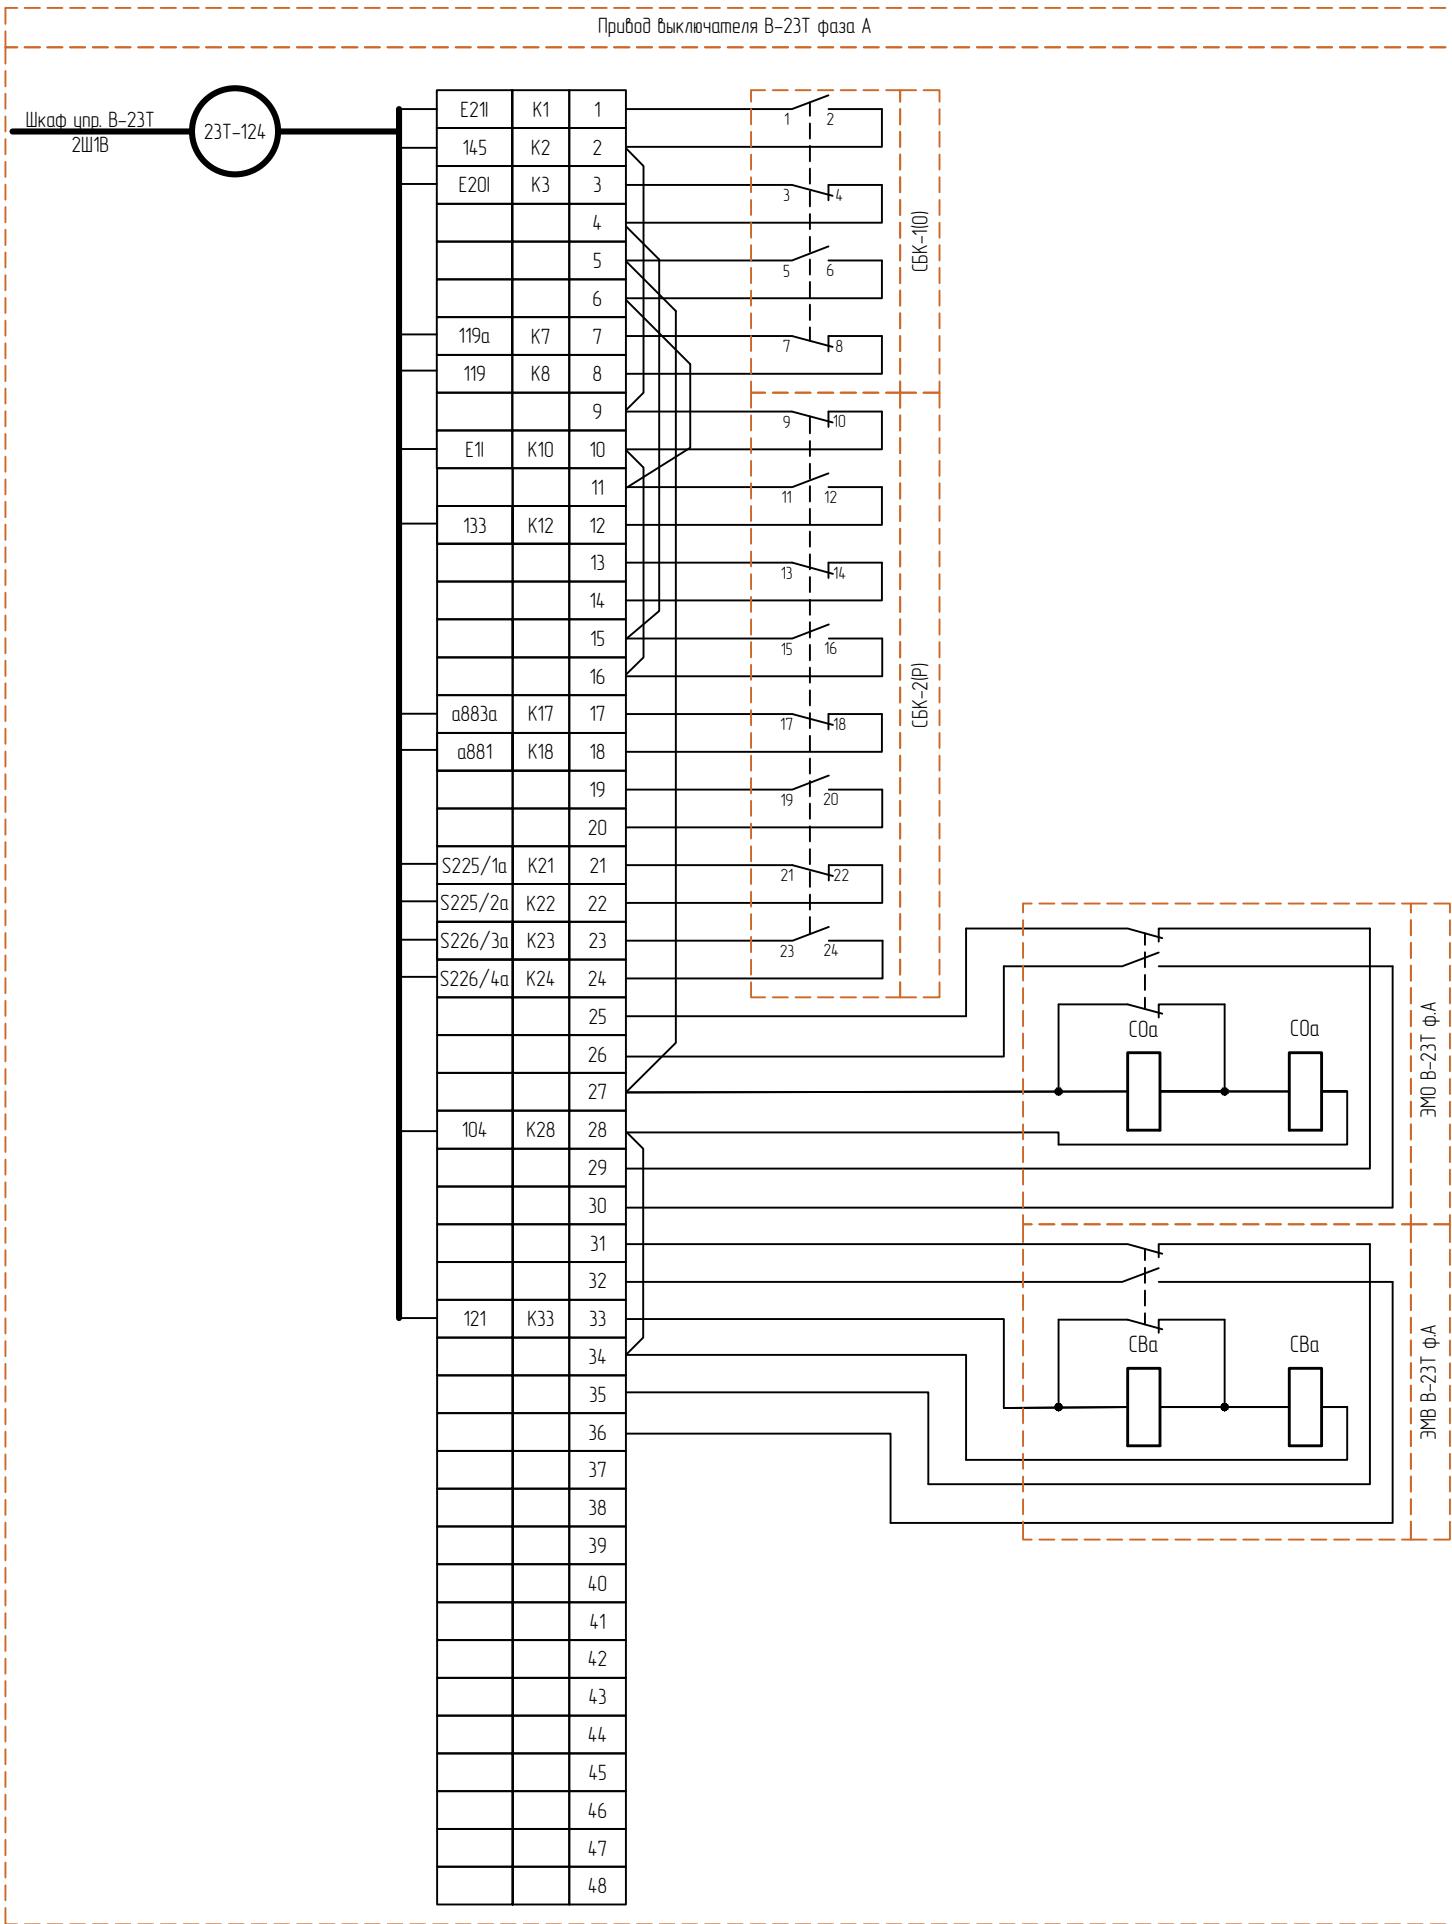 Привод выключателя В-23Т фаза А
Шкаф упр. В-23Т
2Ш1В
23Т-124
Е21I К1 1
145 К2 2
Е20I К3 3
4
5
6
119а К7 7
119 К8 8
9
Е1I К10 10
11
133 К12 12
13
14
15
16
а883а К17 17
а881 К18 18
19
20
S225/1а К21 21
S225/2а К22 22
S226/3а К23 23
S226/4а К24 24
25
26
27
104 К28 28
29
30
31
32
121 К33 33
34
35
36
37
38
39
40
41
42
43
44
45
46
47
48
1 2
3 4
5 6
7 8
СБК-1(О)
9 10
11 12
13 14
15 16
17 18
19 20
21 22
23 24
СБК-2(Р)
СОа СОа
ЭМО В-23Т ф.А
СВа СВа
ЭМВ В-23Т ф.А